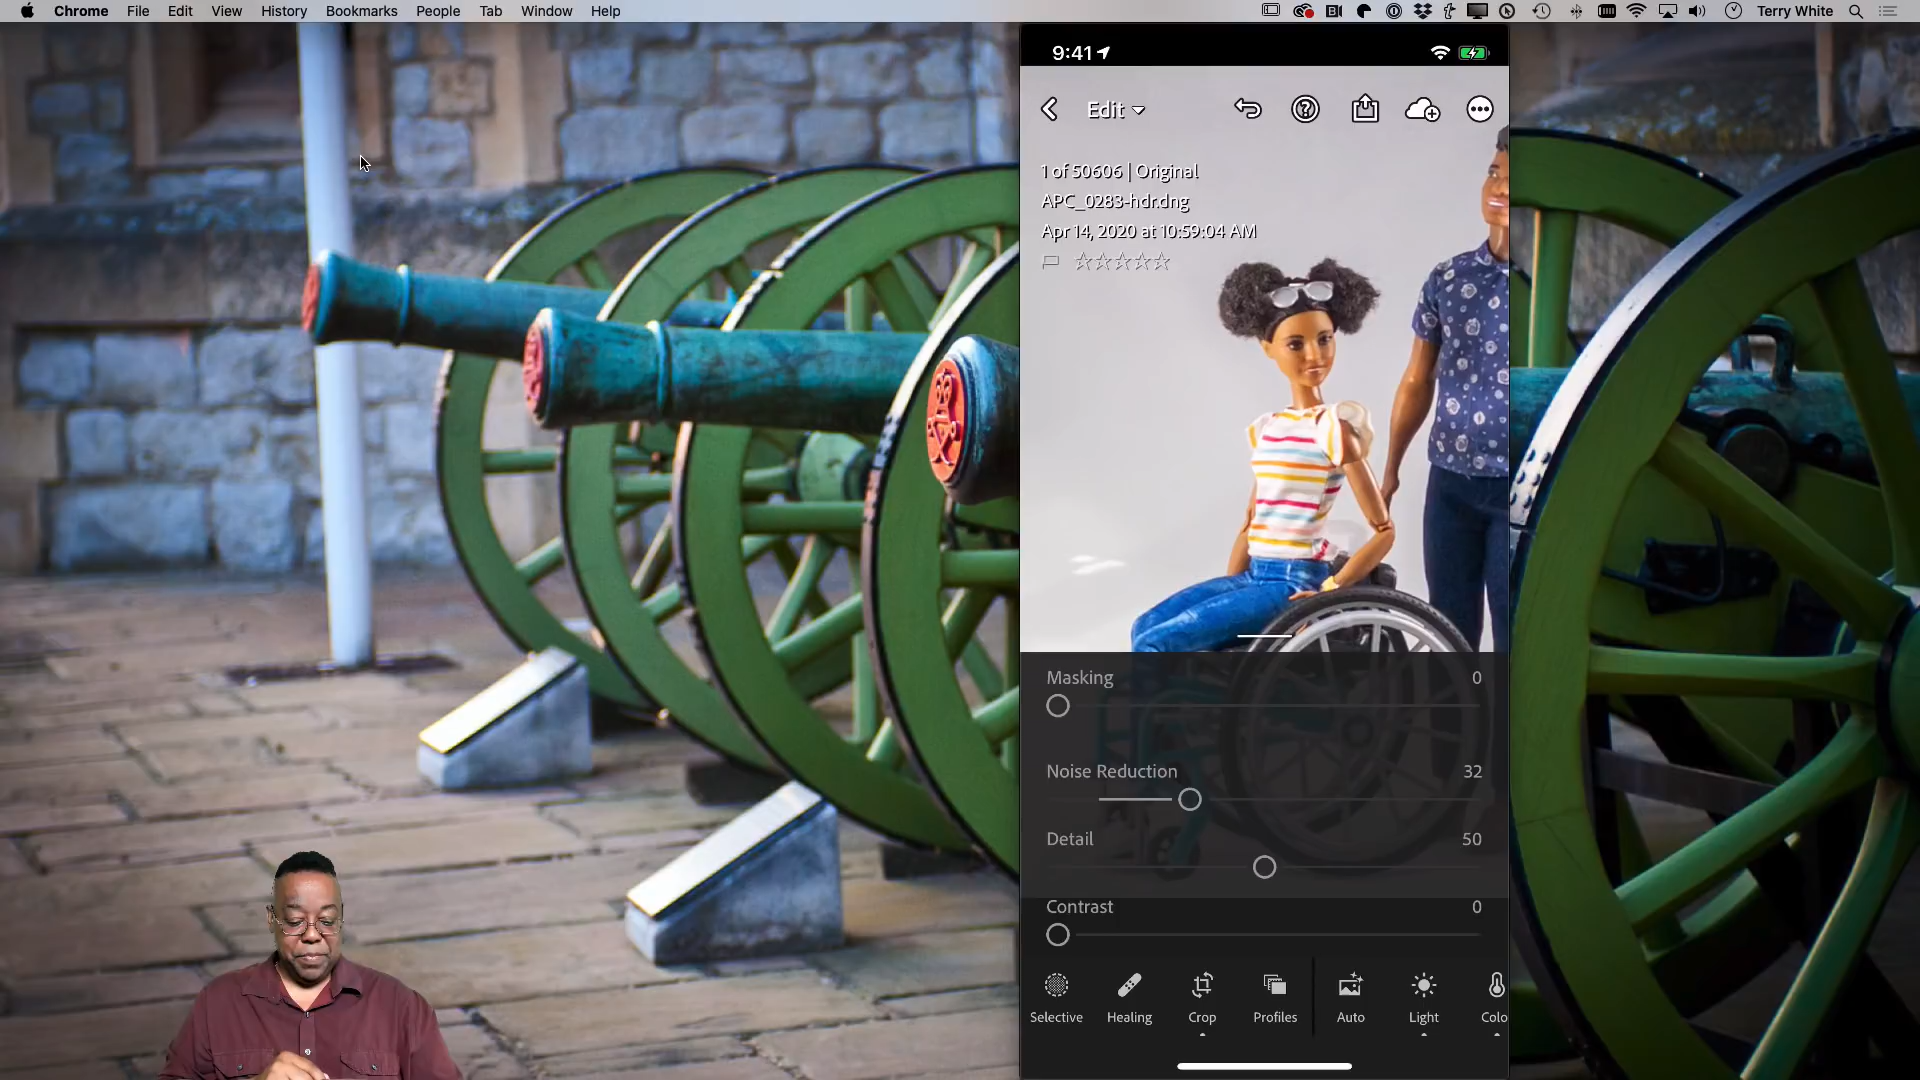 Chrome File Edit View History Bookmarks People Tab Window Help Terry White
9:41
Edit
1 of 50606 | Original
APC_0283-hdr.dng
Apr 14, 2020 at 10:59:04 AM
Masking 0
Noise Reduction 32
Detail 50
Contrast 0
Selective Healing Crop Profiles Auto Light Colo